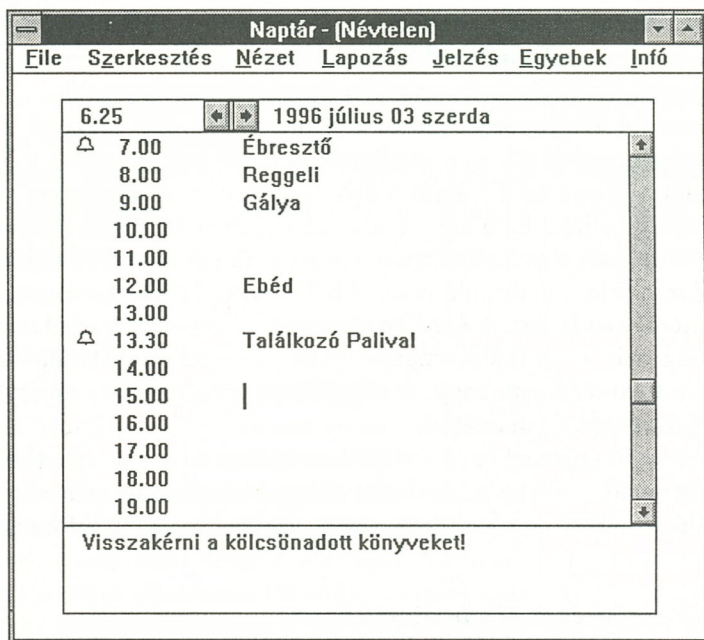 Naptár - (Névtelen)
File Szerkesztés Nézet Lapozás Jelzés Egyebek Infó
6.25 1996 július 03 szerda
7.00 Ébresztő
8.00 Reggeli
9.00 Gálya
10.00
11.00
12.00 Ebéd
13.00
13.30 Találkozó Palival
14.00
15.00
16.00
17.00
18.00
19.00
Visszakérni a kölcsönadott könyveket!